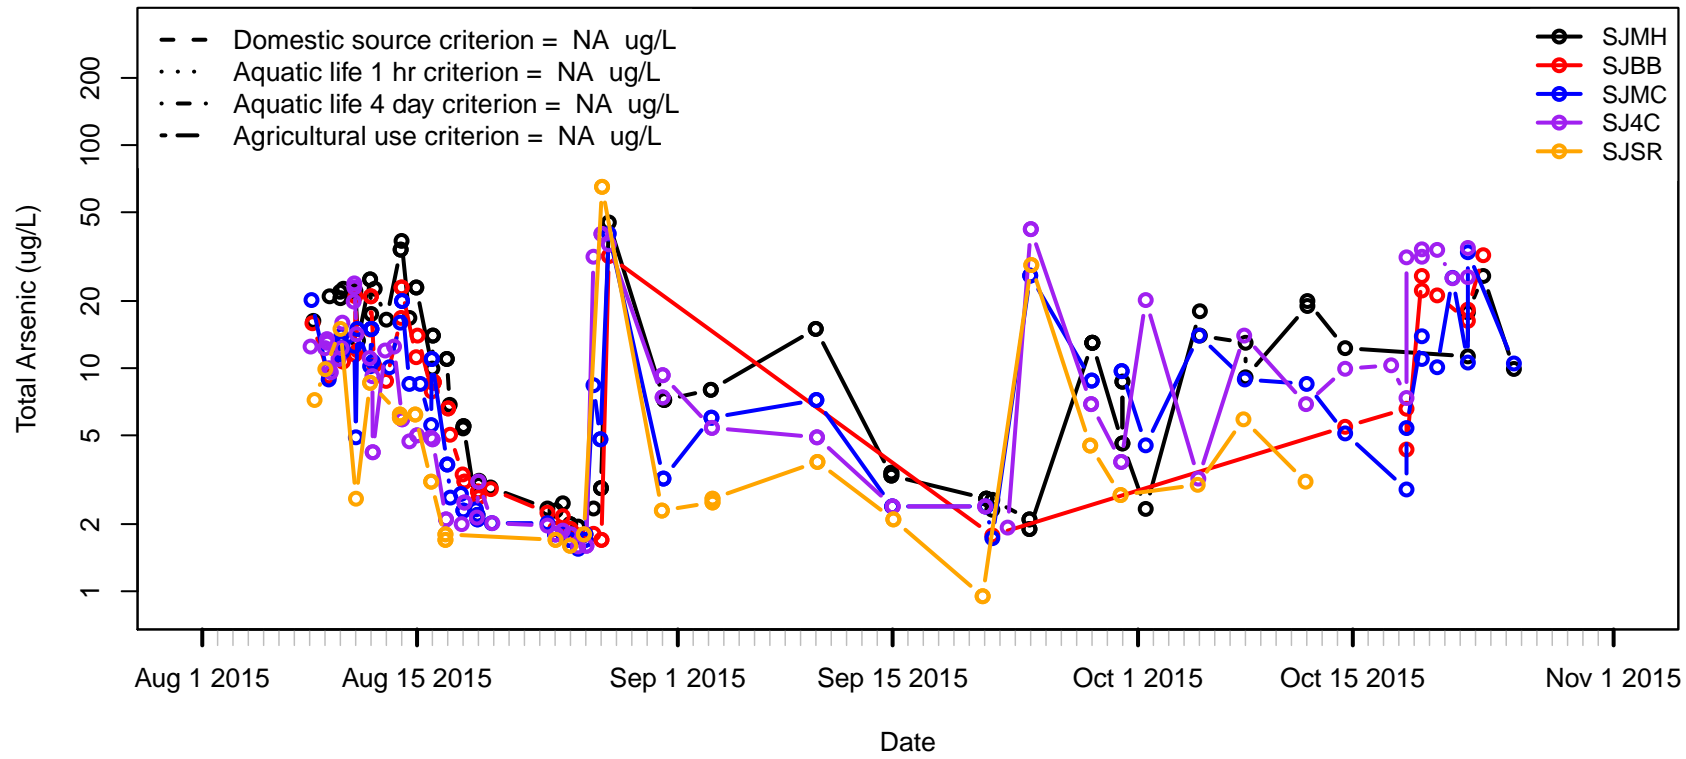 Domestic source criterion =  NA  ug/L
Aquatic life 1 hr criterion =  NA  ug/L
Aquatic life 4 day criterion =  NA  ug/L
Agricultural use criterion =  NA  ug/L
SJMH
SJBB
SJMC
SJ4C
SJSR
Total Arsenic (ug/L)
200
100
50
20
10
5
2
1
Aug 1 2015
Aug 15 2015
Sep 1 2015
Sep 15 2015
Oct 1 2015
Oct 15 2015
Nov 1 2015
Date